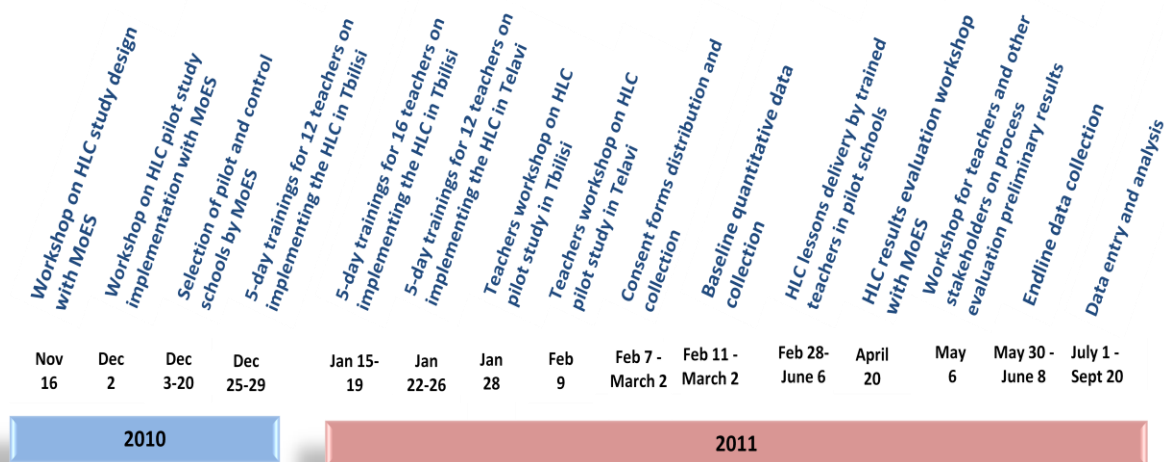 Workshop on HLC study design
with MoES
Workshop on HLC pilot study
implementation with MoES
Selection of pilot and control
schools by MoES
5-day trainings for 12 teachers on
implementing the HLC in Tbilisi
5-day trainings for 16 teachers on
implementing the HLC in Tbilisi
5-day trainings for 12 teachers on
implementing the HLC in Telavi
Teachers workshop on HLC
pilot study in Tbilisi
Teachers workshop on HLC
pilot study in Telavi
Consent forms distribution and
collection
Baseline quantitative data
collection
HLC lessons delivery by trained
teachers in pilot schools
HLC results evaluation workshop
with MoES
Workshop for teachers and other
stakeholders on process
evaluation preliminary results
Endline data collection
Data entry and analysis
Nov
16
Dec
2
Dec
3-20
Dec
25-29
Jan 15-
19
Jan
22-26
Jan
28
Feb
9
Feb 7 -
March 2
Feb 11 -
March 2
Feb 28-
June 6
April
20
May
6
May 30 -
June 8
July 1 -
Sept 20
2010
2011